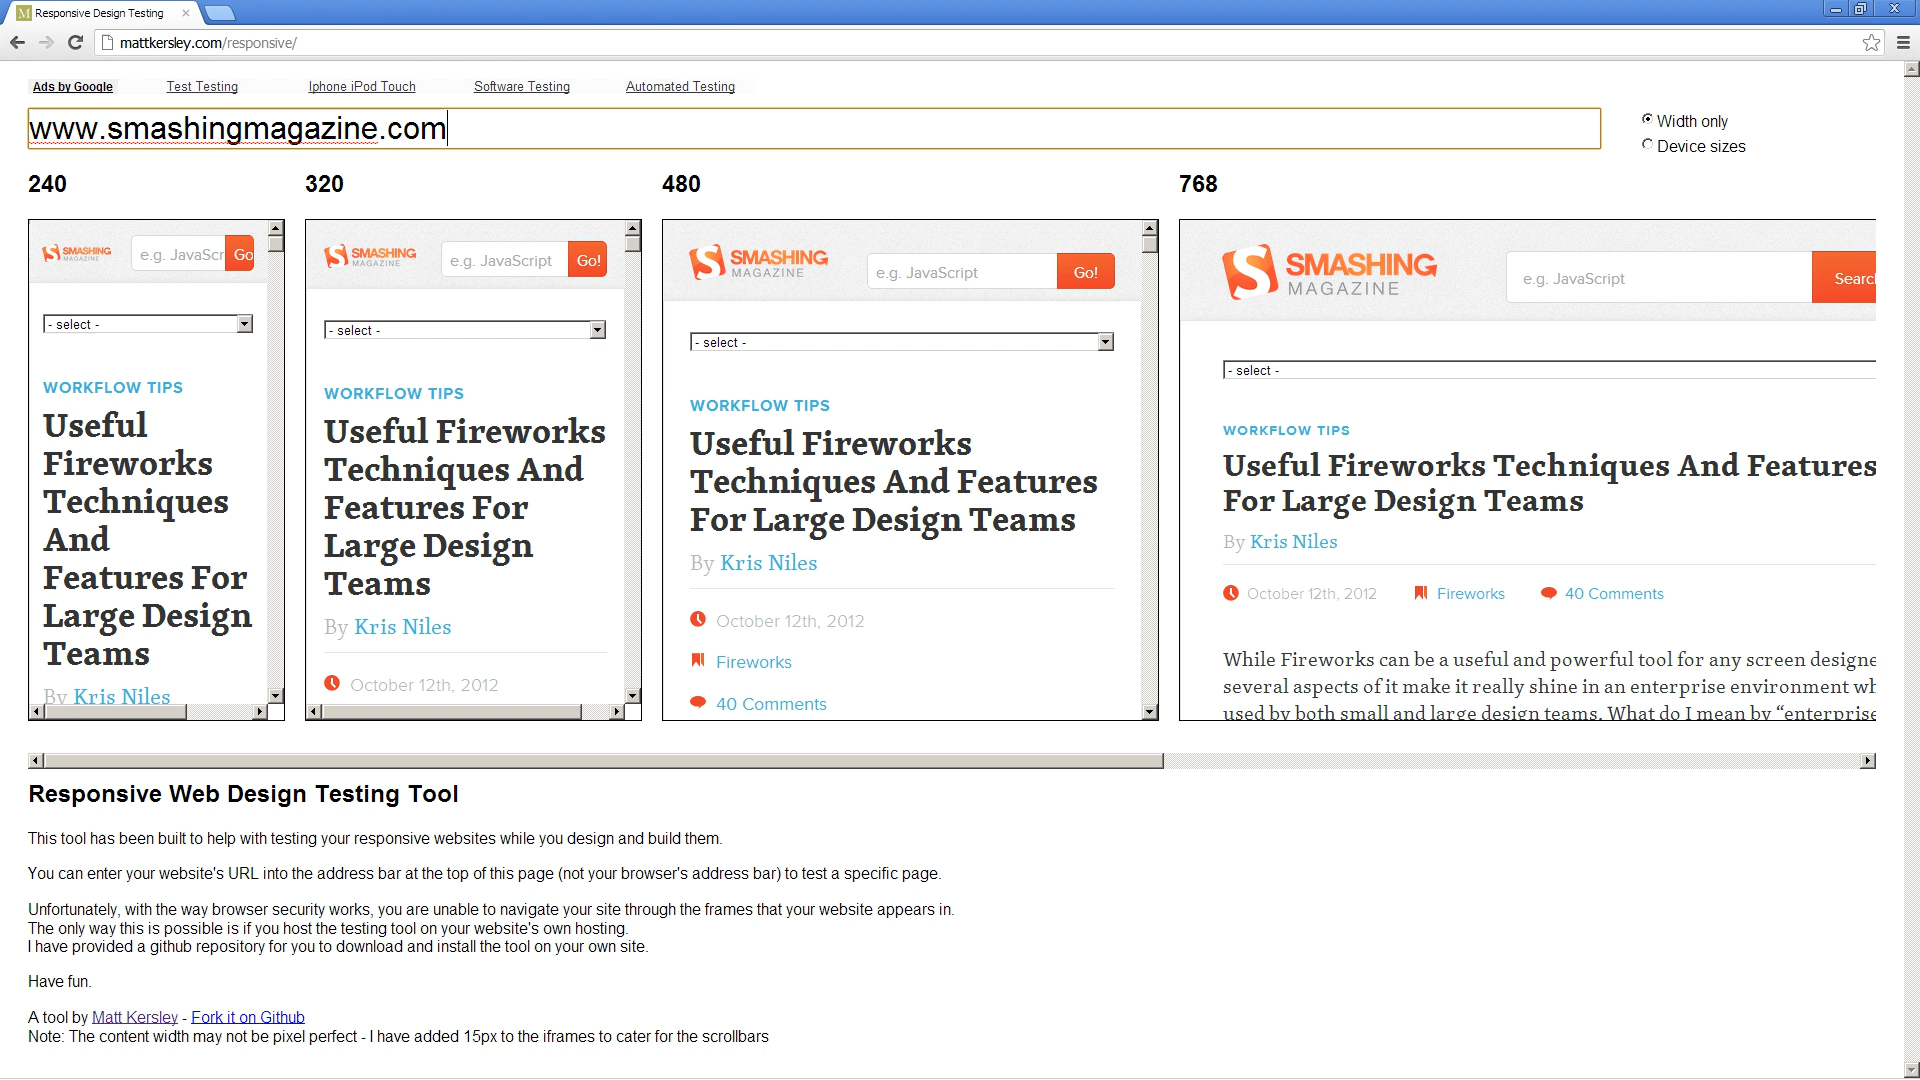 Responsive Design Testing
mattkersley.com/responsive/
Ads by Google Test Testing Iphone iPod Touch Software Testing Automated Testing
www.smashingmagazine.com
Width only
Device sizes
240
SMASHING
MAGAZINE
e.g. JavaScr
Go
- select -
WORKFLOW TIPS
Useful
Fireworks
Techniques
And
Features For
Large Design
Teams
By Kris Niles
320
SMASHING
MAGAZINE
e.g. JavaScript
Go!
- select -
WORKFLOW TIPS
Useful Fireworks
Techniques And
Features For
Large Design
Teams
By Kris Niles
October 12th, 2012
480
SMASHING
MAGAZINE
e.g. JavaScript
Go!
- select -
WORKFLOW TIPS
Useful Fireworks
Techniques And Features
For Large Design Teams
By Kris Niles
October 12th, 2012
Fireworks
40 Comments
768
SMASHING
MAGAZINE
e.g. JavaScript
Searc
- select -
WORKFLOW TIPS
Useful Fireworks Techniques And Features
For Large Design Teams
By Kris Niles
October 12th, 2012 Fireworks 40 Comments
While Fireworks can be a useful and powerful tool for any screen designe
several aspects of it make it really shine in an enterprise environment wh
used by both small and large design teams. What do I mean by “enterprise
Responsive Web Design Testing Tool
This tool has been built to help with testing your responsive websites while you design and build them.
You can enter your website's URL into the address bar at the top of this page (not your browser's address bar) to test a specific page.
Unfortunately, with the way browser security works, you are unable to navigate your site through the frames that your website appears in.
The only way this is possible is if you host the testing tool on your website's own hosting.
I have provided a github repository for you to download and install the tool on your own site.
Have fun.
A tool by Matt Kersley - Fork it on Github
Note: The content width may not be pixel perfect - I have added 15px to the iframes to cater for the scrollbars